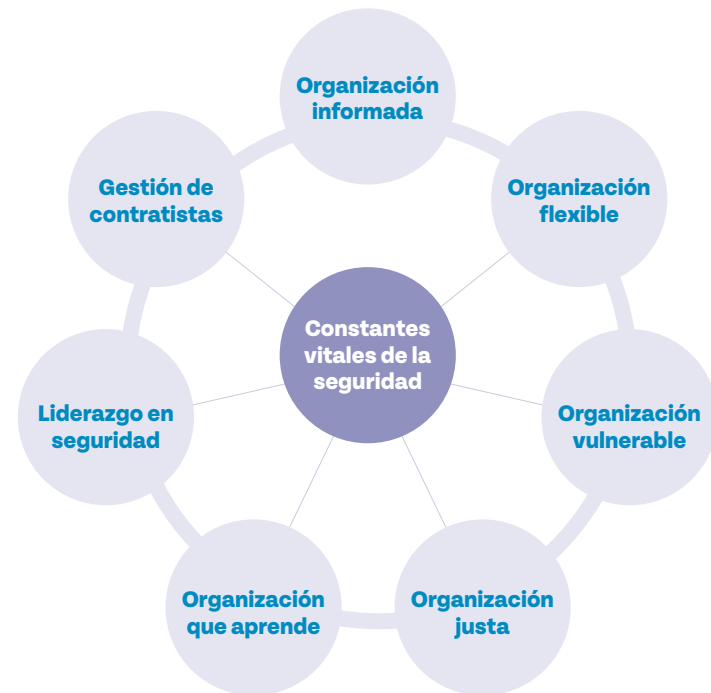 Organización
informada
Gestión de
contratistas
Organización
flexible
Constantes
vitales de la
seguridad
Liderazgo en
seguridad
Organización
vulnerable
Organización
que aprende
Organización
justa